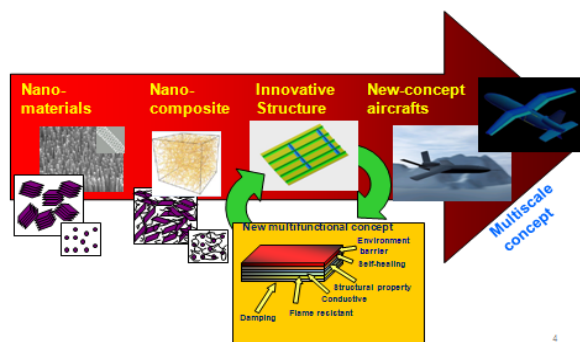 Nano-
materials
Nano-
composite
Innovative
Structure
New-concept
aircrafts
Multiscale
concept
New multifunctional concept
Environment
barrier
Self-healing
Structural property
Conductive
Flame resistant
Damping
4